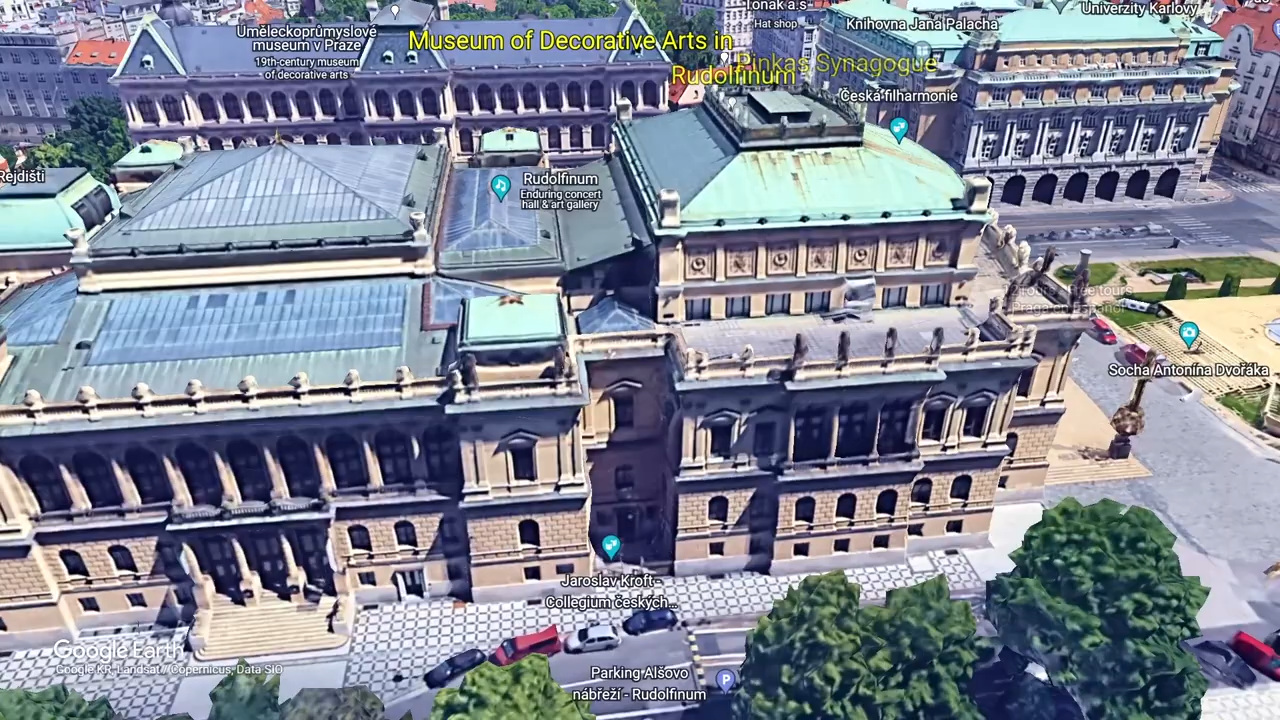 Tonak a.s
Hat shop
Univerzity Karlovy
Knihovna Jana Palacha
Uměleckoprůmyslové
museum v Praze
19th-century museum
of decorative arts
Museum of Decorative Arts in
Pinkas Synagogue
Rudolfinum
Česká filharmonie
Rejdišti
Rudolfinum
Enduring concert
hall & art gallery
Socha Antonína Dvořáka
Jaroslav Kroft -
Collegium českých...
Google Earth
Google KR, Landsat / Copernicus, Data SIO
Parking Alšovo
nábřeží - Rudolfinum